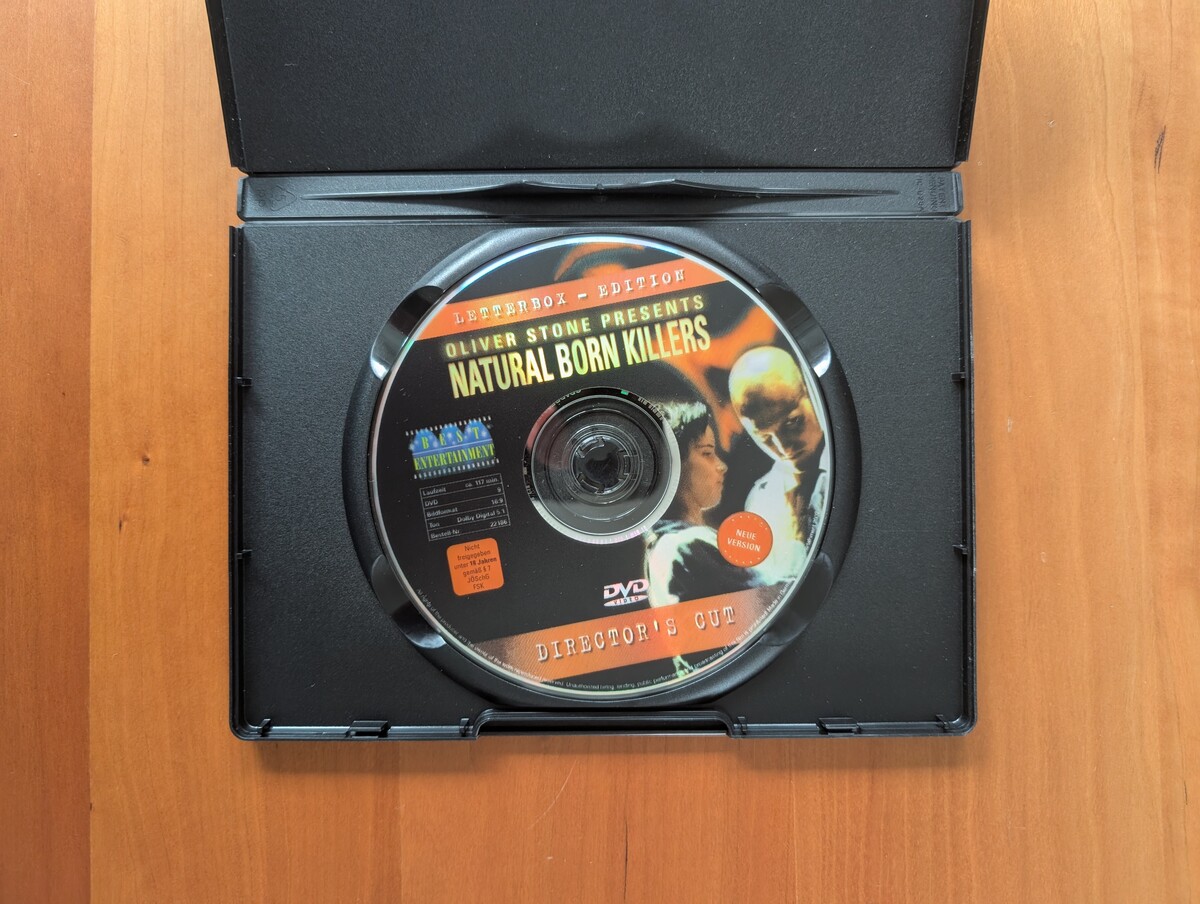 LETTERBOX - EDITION
OLIVER STONE PRESENTS
NATURAL BORN KILLERS
B·E·S·T
ENTERTAINMENT
Laufzeit ca. 117 min.
DVD 9
Bildformat 16:9
Ton Dolby Digital 5.1
Bestell-Nr. 22186
Nicht
freigegeben
unter 18 Jahren
gemäß § 7
JÖSchG
FSK
NEUE
VERSION
DVD
VIDEO
DIRECTOR'S CUT